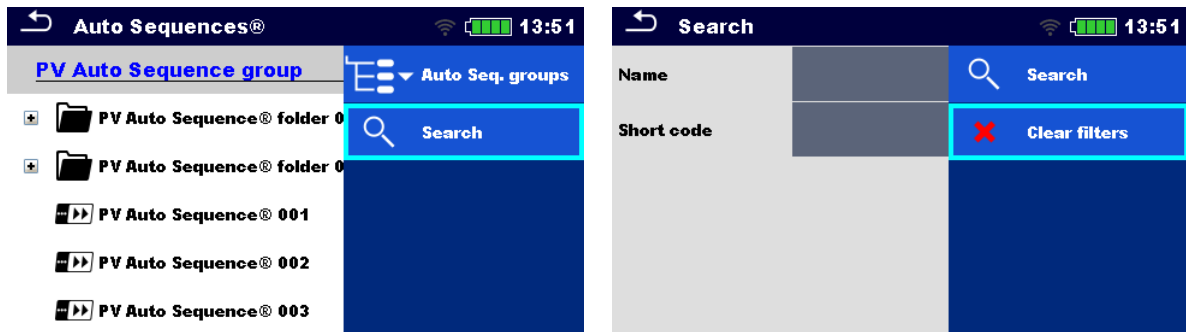 Auto Sequences®
13:51
PV Auto Sequence group
Auto Seq. groups
PV Auto Sequence® folder 0
Search
PV Auto Sequence® folder 0
PV Auto Sequence® 001
PV Auto Sequence® 002
PV Auto Sequence® 003
Search
13:51
Name
Search
Short code
Clear filters